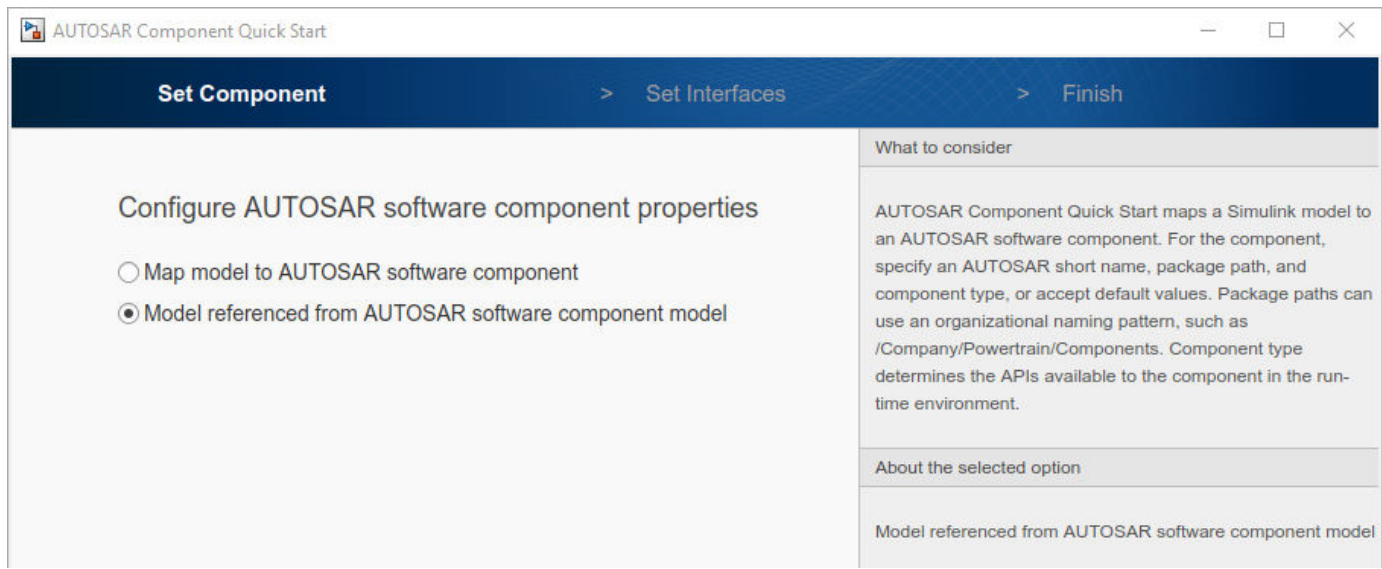 AUTOSAR Component Quick Start
Set Component > Set Interfaces > Finish
Configure AUTOSAR software component properties
Map model to AUTOSAR software component
Model referenced from AUTOSAR software component model
What to consider
AUTOSAR Component Quick Start maps a Simulink model to
an AUTOSAR software component. For the component,
specify an AUTOSAR short name, package path, and
component type, or accept default values. Package paths can
use an organizational naming pattern, such as
/Company/Powertrain/Components. Component type
determines the APIs available to the component in the run-
time environment.
About the selected option
Model referenced from AUTOSAR software component model